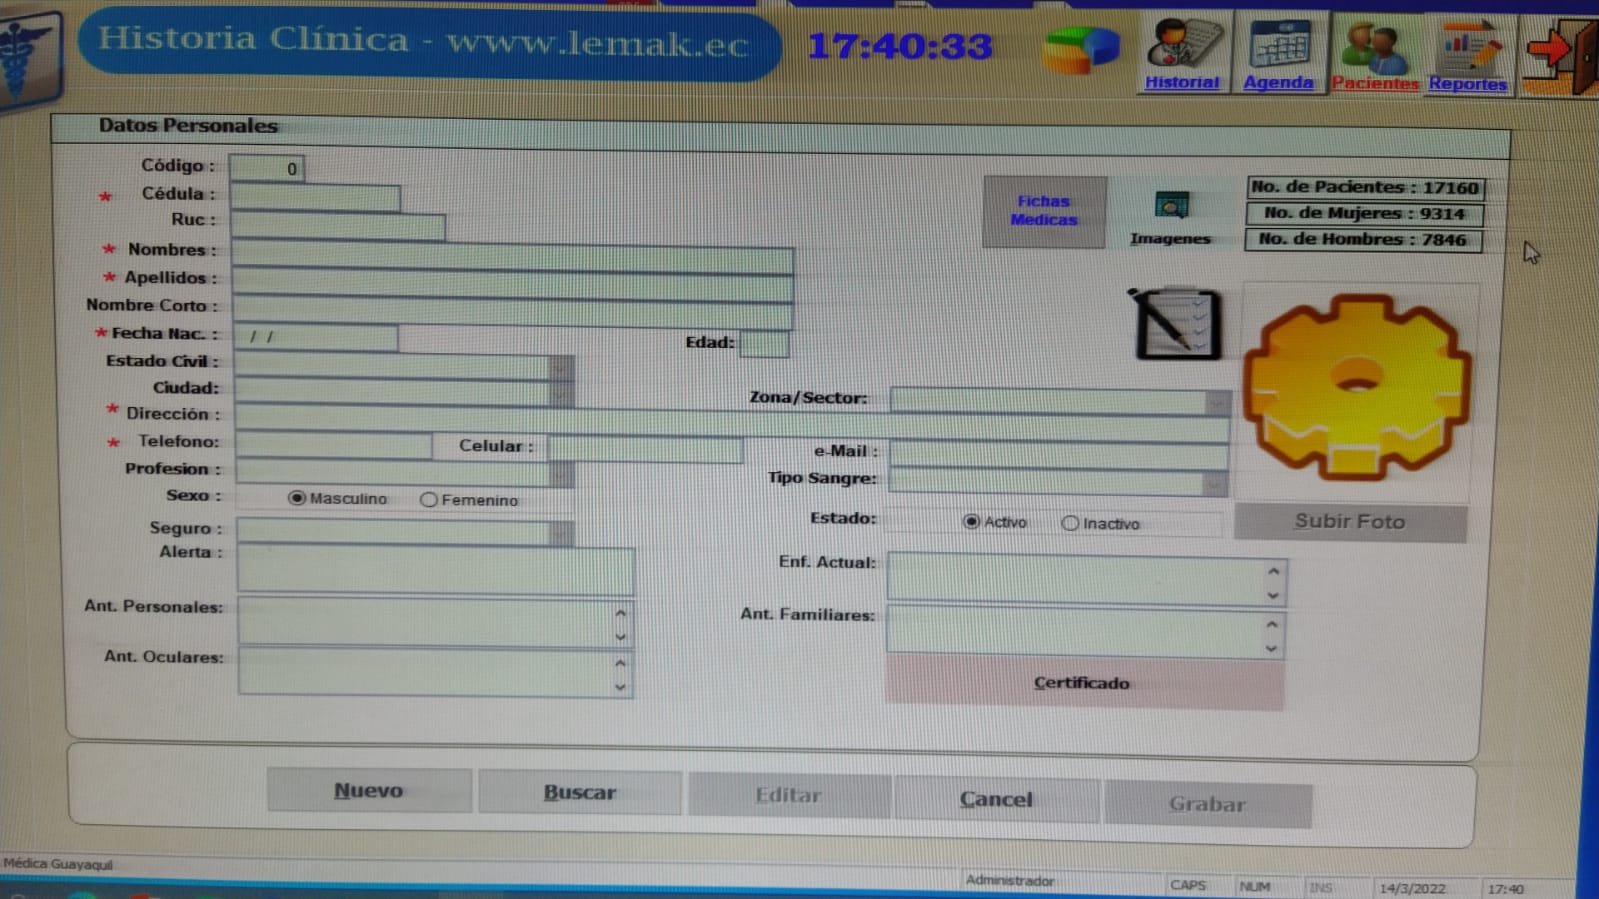 Historia Clínica - www.lemak.ec
17:40:33
Historial
Agenda
Pacientes
Reportes
Datos Personales
Código : 0
* Cédula :
Ruc :
* Nombres :
* Apellidos :
Nombre Corto :
* Fecha Nac. : / /
Edad:
Estado Civil :
Ciudad:
Zona/Sector:
* Dirección :
* Telefono:
Celular :
e-Mail :
Profesion :
Tipo Sangre:
Sexo : Masculino Femenino
Estado: Activo Inactivo
Seguro :
Alerta :
Enf. Actual:
Ant. Personales:
Ant. Familiares:
Ant. Oculares:
Certificado
Fichas
Medicas
Imagenes
No. de Pacientes : 17160
No. de Mujeres : 9314
No. de Hombres : 7846
Subir Foto
Nuevo
Buscar
Editar
Cancel
Grabar
Médica Guayaquil
Administrador
CAPS
NUM
INS
14/3/2022
17:40